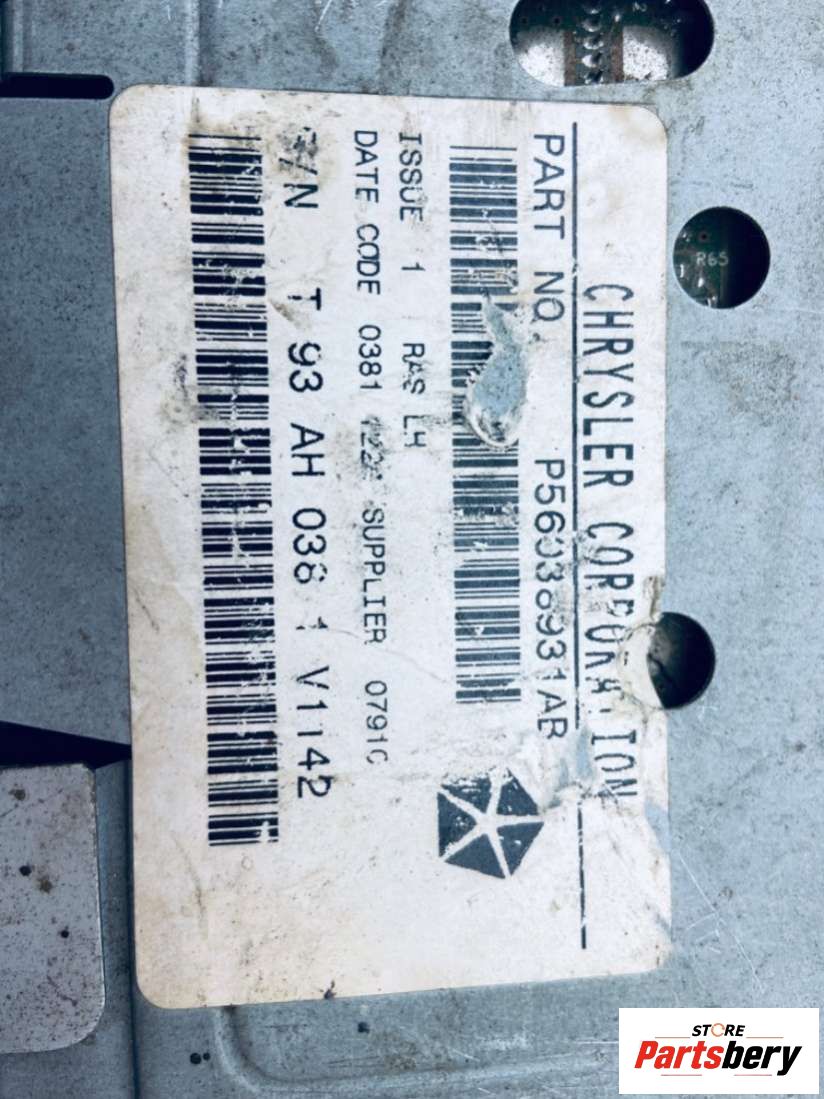 CHRYSLER CORPORATION
PART NO. P56038931AB
ISSUE 1 RAS LH
DATE CODE 0381 SUPPLIER 0791C
S/N T 93 AH 038 1 V1142
R65
STORE
Partsbery